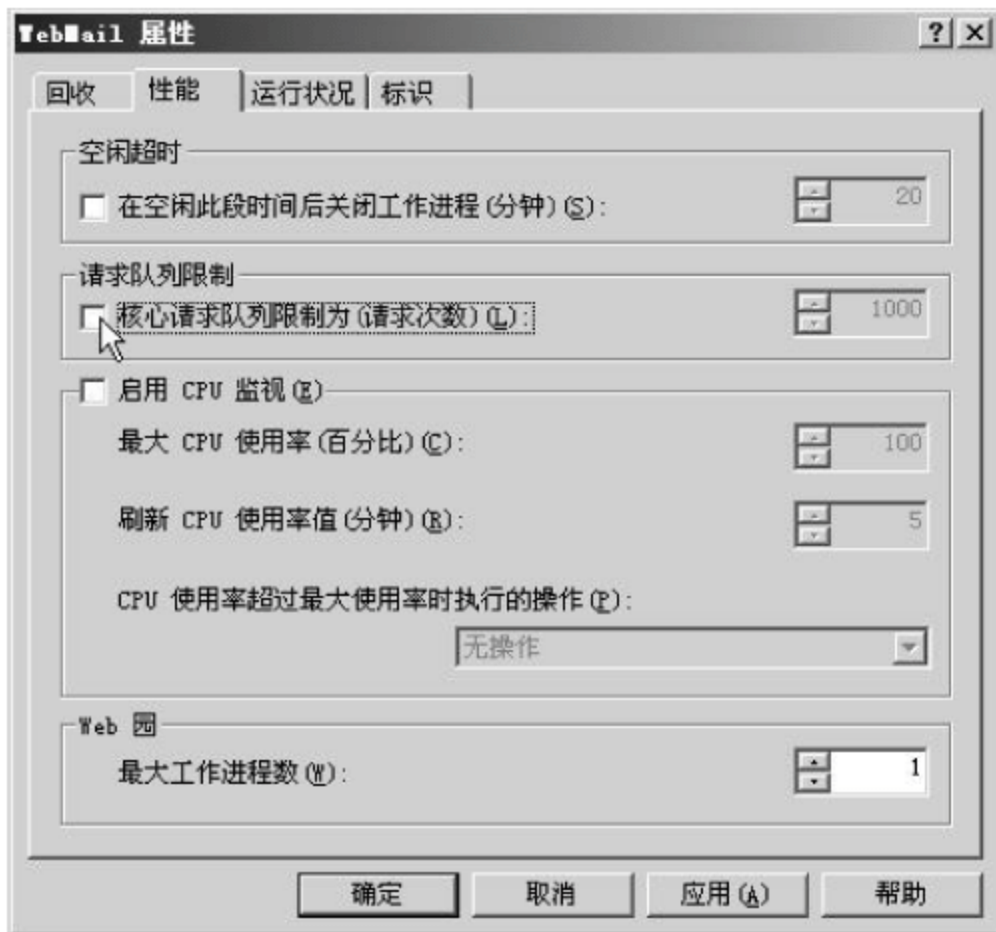 WebMail 属性
回收 性能 运行状况 标识
空闲超时
在空闲此段时间后关闭工作进程(分钟)(S): 20
请求队列限制
核心请求队列限制为(请求次数)(L): 1000
启用 CPU 监视(E)
最大 CPU 使用率(百分比)(C): 100
刷新 CPU 使用率值(分钟)(R): 5
CPU 使用率超过最大使用率时执行的操作(P):
无操作
Web 园
最大工作进程数(W): 1
确定 取消 应用(A) 帮助